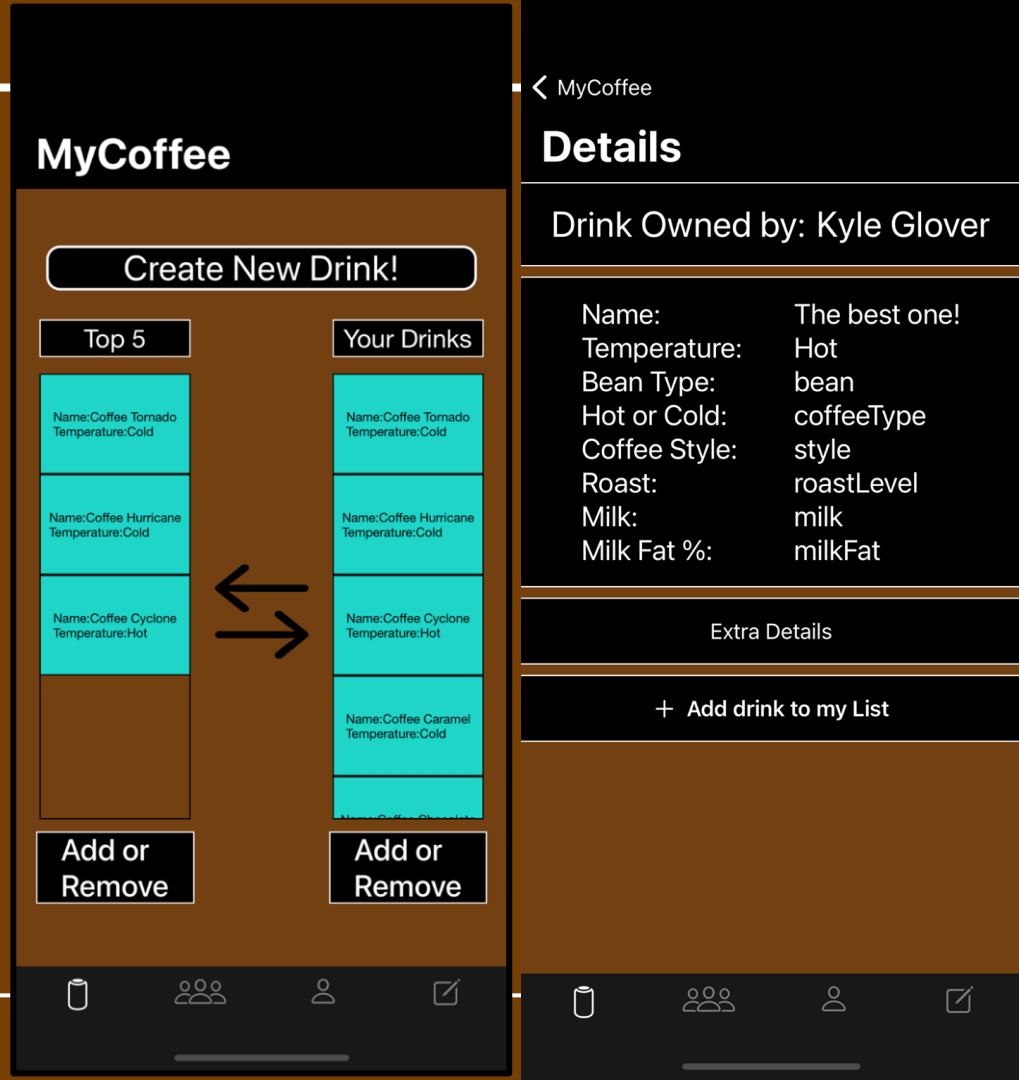 MyCoffee
Create New Drink!
Top 5
Name:Coffee Tornado
Temperature:Cold
Name:Coffee Hurricane
Temperature:Cold
Name:Coffee Cyclone
Temperature:Hot
Add or
Remove
Your Drinks
Name:Coffee Tornado
Temperature:Cold
Name:Coffee Hurricane
Temperature:Cold
Name:Coffee Cyclone
Temperature:Hot
Name:Coffee Caramel
Temperature:Cold
Name:Coffee Chocolate
Add or
Remove
MyCoffee
Details
Drink Owned by: Kyle Glover
Name: The best one!
Temperature: Hot
Bean Type: bean
Hot or Cold: coffeeType
Coffee Style: style
Roast: roastLevel
Milk: milk
Milk Fat %: milkFat
Extra Details
+ Add drink to my List